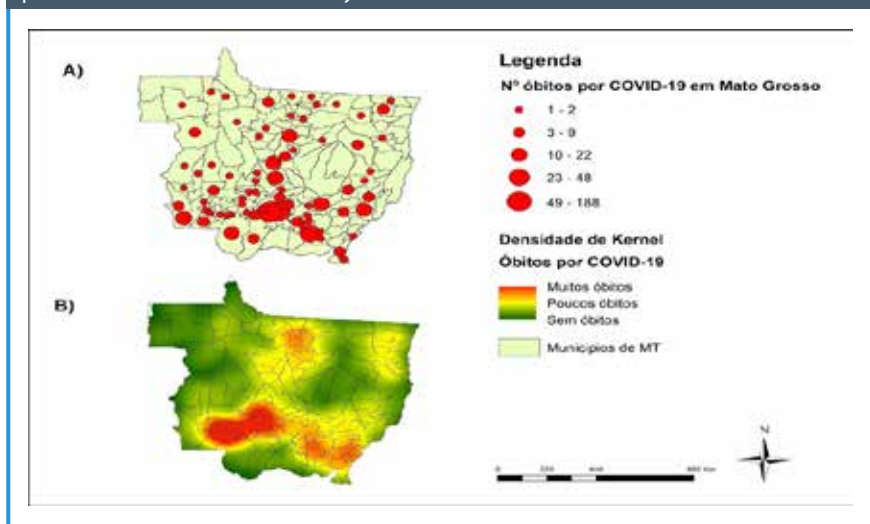 A)
Legenda
Nº óbitos por COVID-19 em Mato Grosso
1 - 2
3 - 9
10 - 22
23 - 48
49 - 188
Densidade de Kernel
Óbitos por COVID-19
Muitos óbitos
Poucos óbitos
Sem óbitos
Municípios de MT
B)
N
0